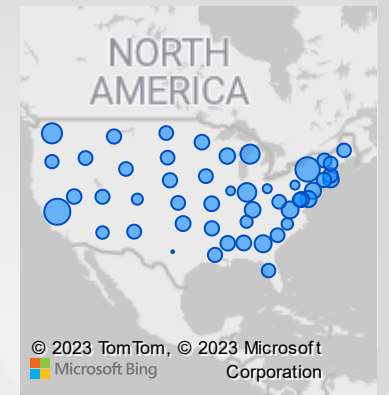 NORTH
AMERICA
© 2023 TomTom, © 2023 Microsoft
Corporation
Microsoft Bing